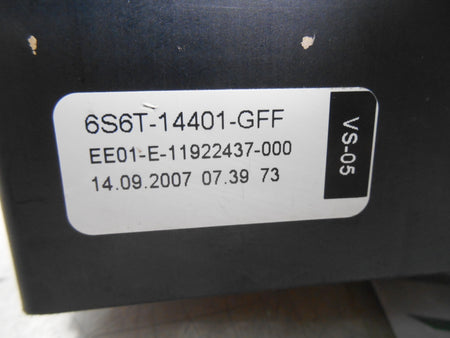 6S6T-14401-GFF
EE01-E-11922437-000
14.09.2007 07.39 73
VS-05